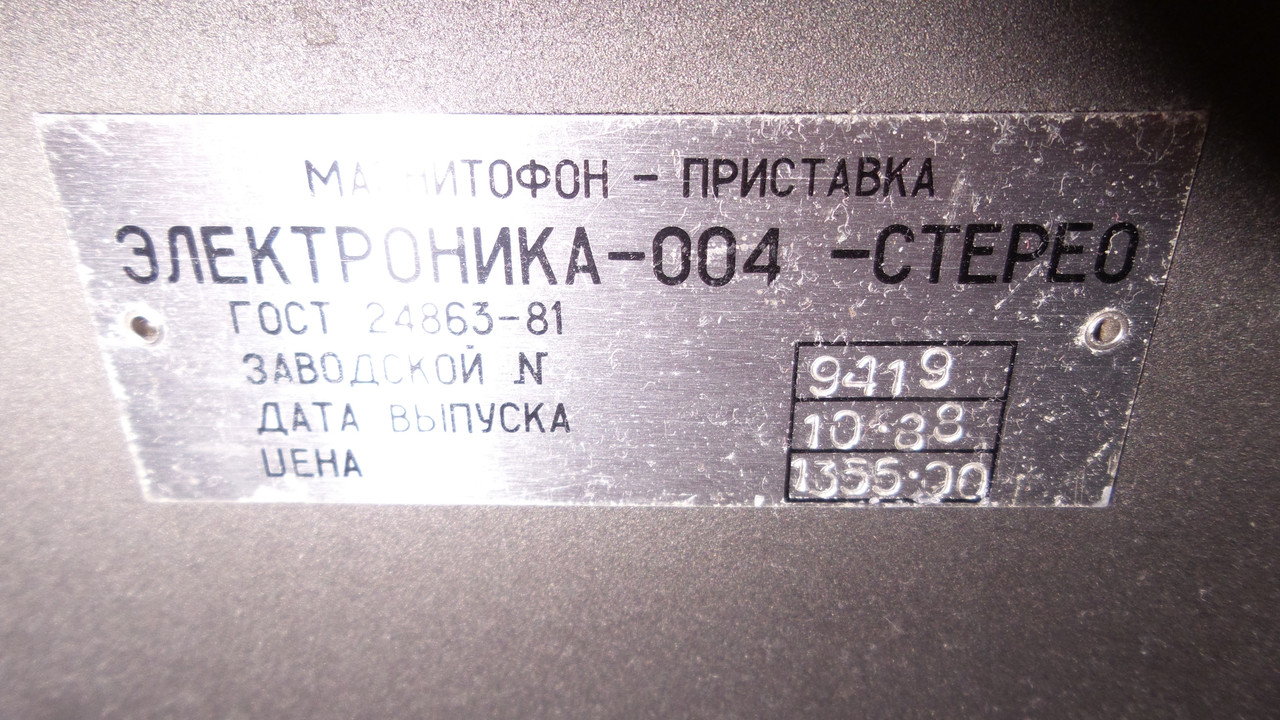 МАГНИТОФОН - ПРИСТАВКА
ЭЛЕКТРОНИКА-004 -СТЕРЕО
ГОСТ 24863-81
ЗАВОДСКОЙ N 9419
ДАТА ВЫПУСКА 10·88
ЦЕНА 1355·00